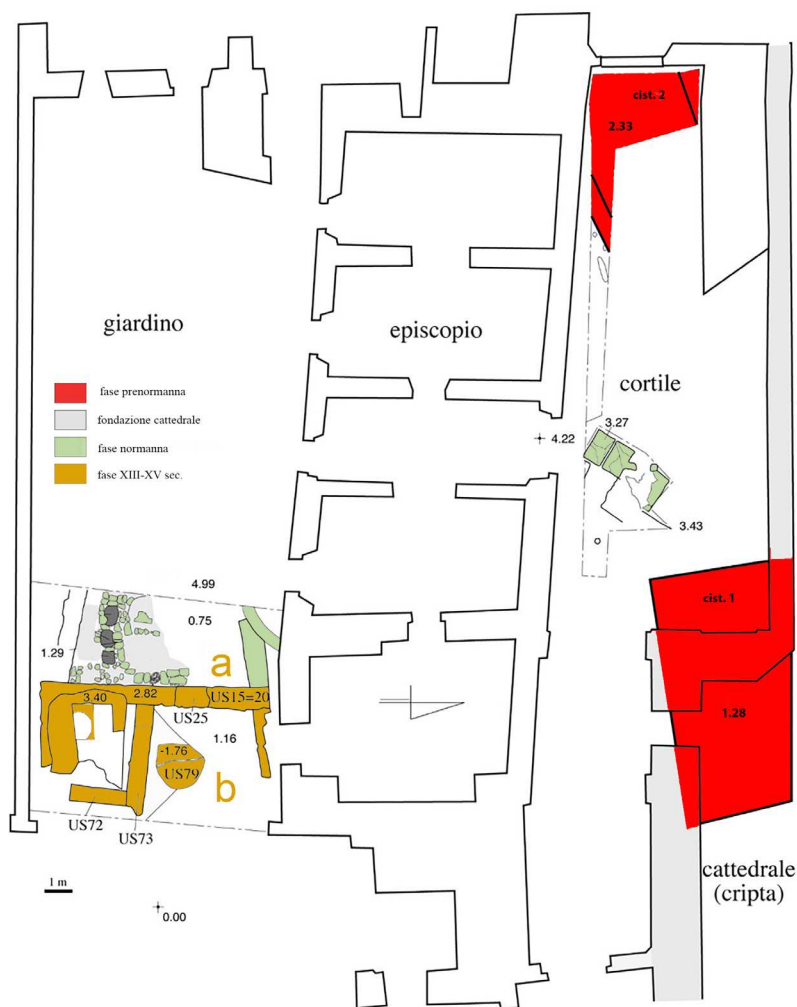 cist. 2
2.33
giardino
episcopio
cortile
fase prenormanna
fondazione cattedrale
fase normanna
fase XIII-XV sec.
3.27
4.22
3.43
4.99
0.75
1.29
a
cist. 1
1.28
3.40
2.82
US15=20
US25
1.16
-1.76
US79
b
US72
US73
1 m
0.00
cattedrale
(cripta)